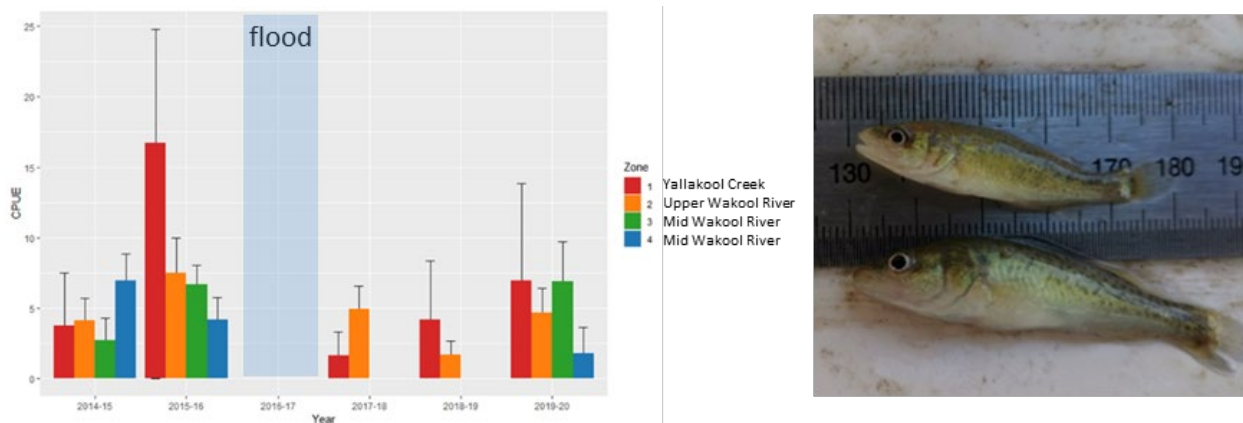 flood
25
20
15
10
5
0
CPUE
2014-15
2015-16
2016-17
2017-18
2018-19
2019-20
Year
Zone
1 Yallakool Creek
2 Upper Wakool River
3 Mid Wakool River
4 Mid Wakool River
130
170
180